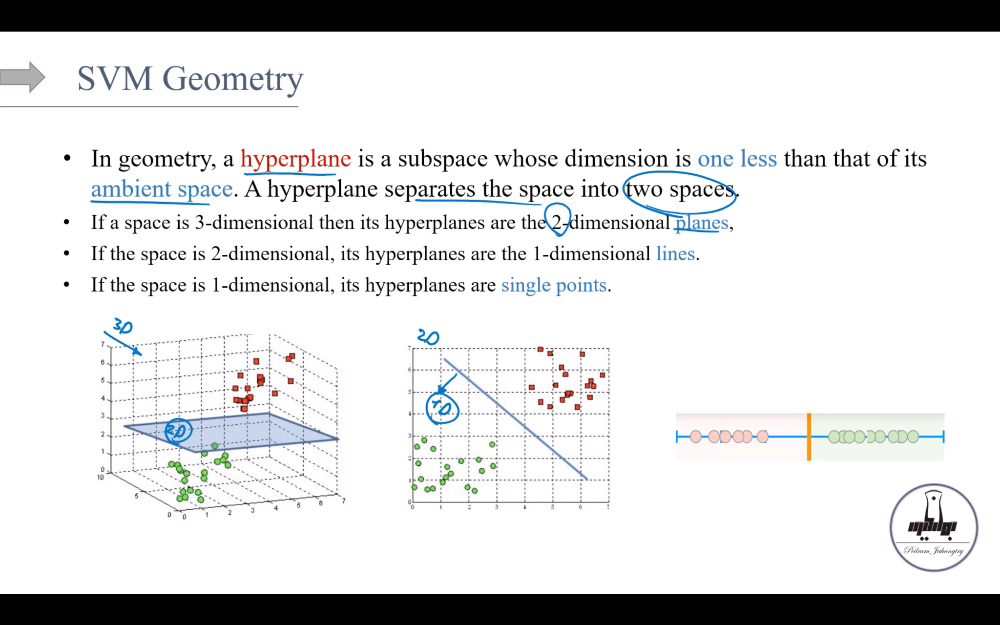 SVM Geometry
• In geometry, a hyperplane is a subspace whose dimension is one less than that of its
ambient space. A hyperplane separates the space into two spaces.
• If a space is 3-dimensional then its hyperplanes are the 2-dimensional planes,
• If the space is 2-dimensional, its hyperplanes are the 1-dimensional lines.
• If the space is 1-dimensional, its hyperplanes are single points.
3D
7
6
5
4
3
2
1
0
10
5
0
0 1 2 3 4 5 6 7
2D
2D
7
6
5
4
3
2
1
0
0 1 2 3 4 5 6 7
1D
Pedram Jahangiry